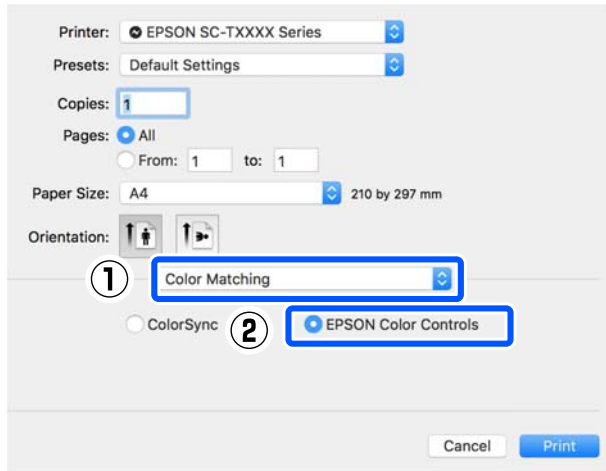 Printer: EPSON SC-TXXXX Series
Presets: Default Settings
Copies: 1
Pages: All
From: 1 to: 1
Paper Size: A4 210 by 297 mm
Orientation:
① Color Matching
ColorSync ② EPSON Color Controls
Cancel Print